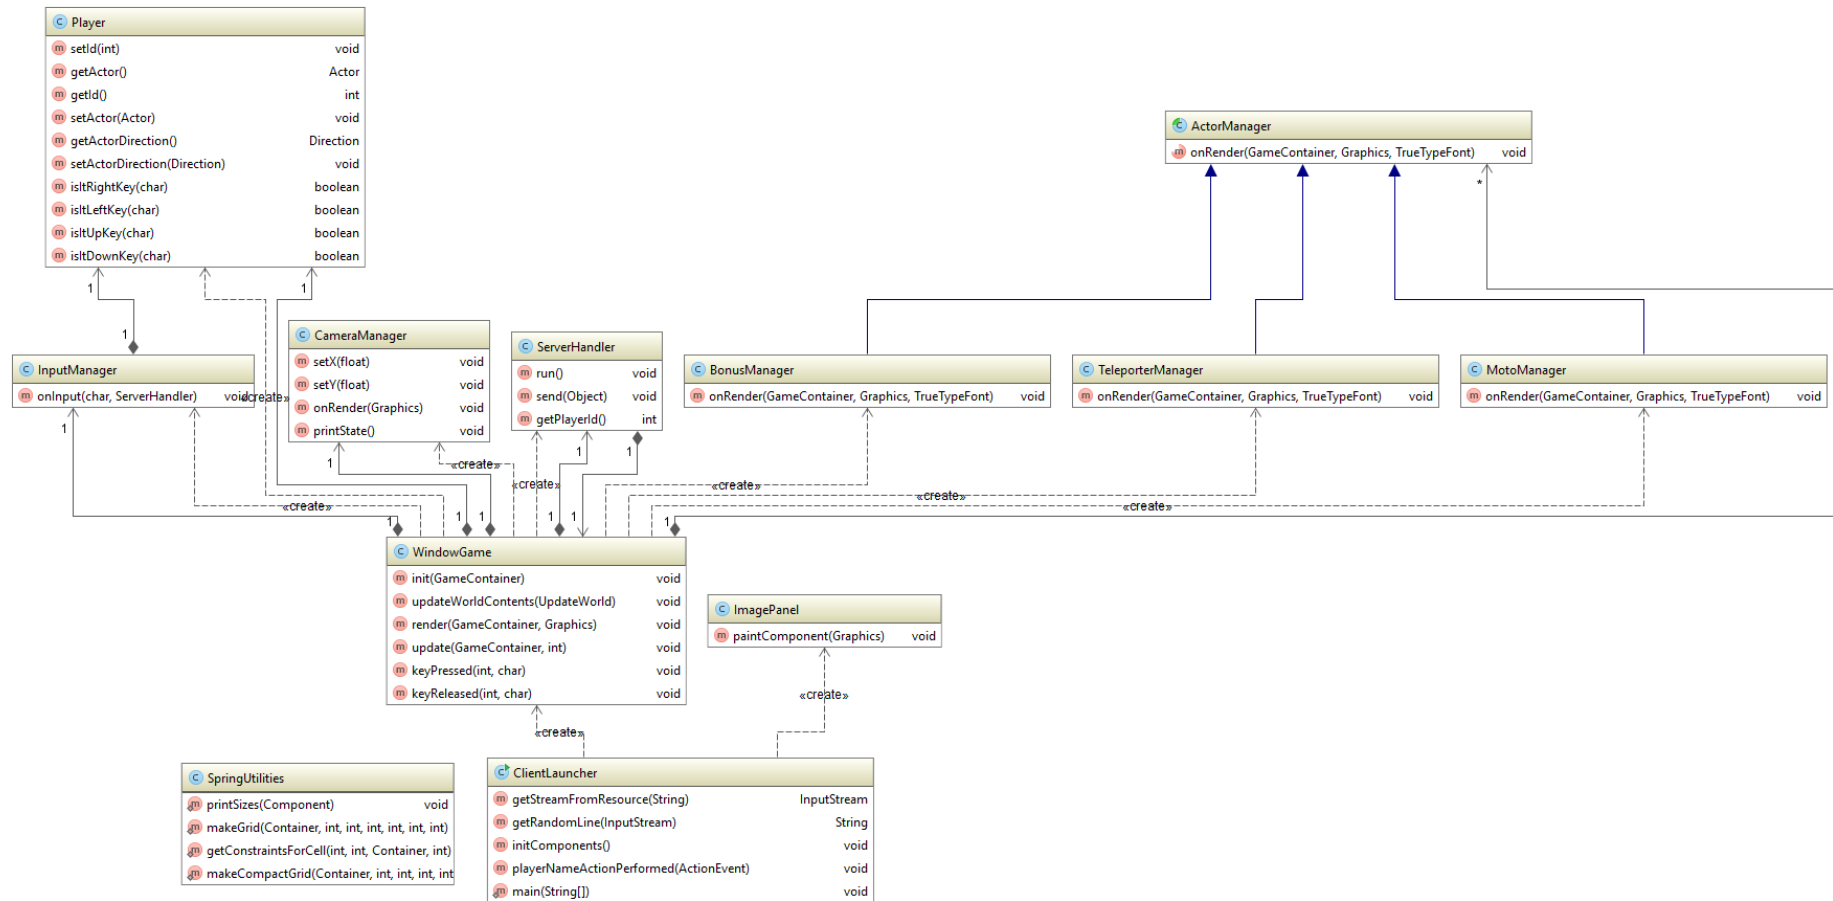 Player
setId(int) void
getActor() Actor
getId() int
setActor(Actor) void
getActorDirection() Direction
setActorDirection(Direction) void
isItRightKey(char) boolean
isItLeftKey(char) boolean
isItUpKey(char) boolean
isItDownKey(char) boolean
ActorManager
onRender(GameContainer, Graphics, TrueTypeFont) void
*
1
1
1
InputManager
onInput(char, ServerHandler) void
«create»
1
CameraManager
setX(float) void
setY(float) void
onRender(Graphics) void
printState() void
1
ServerHandler
run() void
send(Object) void
getPlayerId() int
1
1
BonusManager
onRender(GameContainer, Graphics, TrueTypeFont) void
TeleporterManager
onRender(GameContainer, Graphics, TrueTypeFont) void
MotoManager
onRender(GameContainer, Graphics, TrueTypeFont) void
«create»
«create»
«create»
«create»
«create»
«create»
1
1
1
1
1
1
WindowGame
init(GameContainer) void
updateWorldContents(UpdateWorld) void
render(GameContainer, Graphics) void
update(GameContainer, int) void
keyPressed(int, char) void
keyReleased(int, char) void
ImagePanel
paintComponent(Graphics) void
«create»
«create»
SpringUtilities
printSizes(Component) void
makeGrid(Container, int, int, int, int, int, int)
getConstraintsForCell(int, int, Container, int)
makeCompactGrid(Container, int, int, int, int
ClientLauncher
getStreamFromResource(String) InputStream
getRandomLine(InputStream) String
initComponents() void
playerNameActionPerformed(ActionEvent) void
main(String[]) void